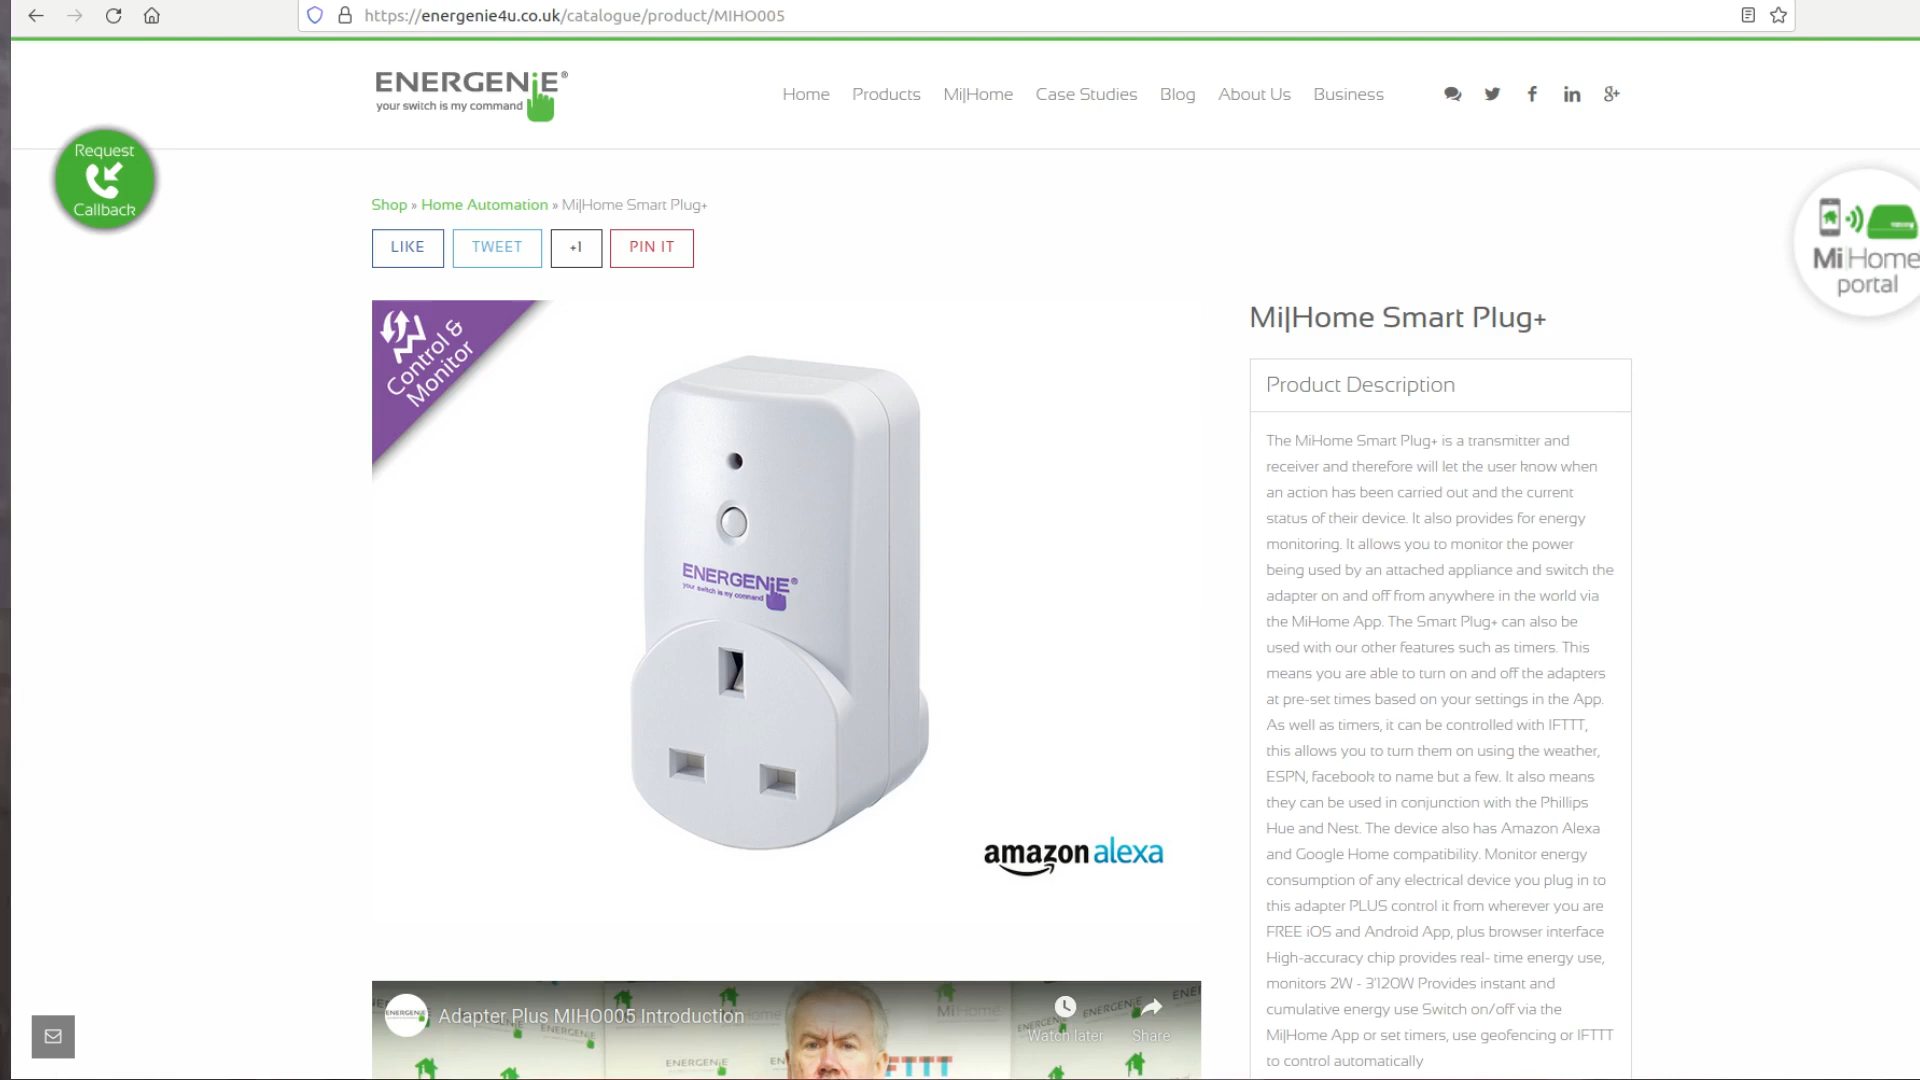 https://energenie4u.co.uk/catalogue/product/MIHO005
ENERGENiE®
your switch is my command
Home Products Mi|Home Case Studies Blog About Us Business
Request
Callback
Mi|Home
portal
Shop » Home Automation » Mi|Home Smart Plug+
LIKE TWEET +1 PIN IT
Control &
Monitor
ENERGENiE®
your switch is my command
amazon alexa
Mi|Home Smart Plug+
Product Description
The MiHome Smart Plug+ is a transmitter and
receiver and therefore will let the user know when
an action has been carried out and the current
status of their device. It also provides for energy
monitoring. It allows you to monitor the power
being used by an attached appliance and switch the
adapter on and off from anywhere in the world via
the MiHome App. The Smart Plug+ can also be
used with our other features such as timers. This
means you are able to turn on and off the adapters
at pre-set times based on your settings in the App.
As well as timers, it can be controlled with IFTTT,
this allows you to turn them on using the weather,
ESPN, facebook to name but a few. It also means
they can be used in conjunction with the Phillips
Hue and Nest. The device also has Amazon Alexa
and Google Home compatibility. Monitor energy
consumption of any electrical device you plug in to
this adapter PLUS control it from wherever you are
FREE iOS and Android App, plus browser interface
High-accuracy chip provides real- time energy use,
monitors 2W - 3'120W Provides instant and
cumulative energy use Switch on/off via the
Mi|Home App or set timers, use geofencing or IFTTT
to control automatically
Adapter Plus MIHO005 Introduction
Watch later Share